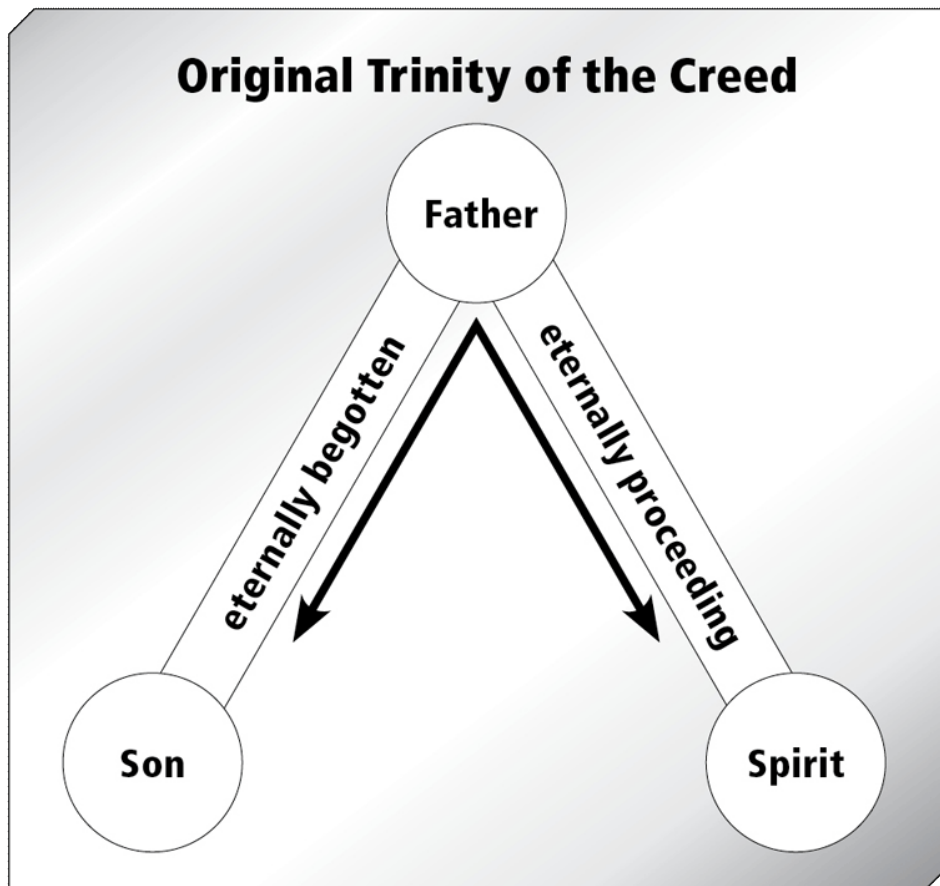 Original Trinity of the Creed
Father
eternally begotten
eternally proceeding
Son
Spirit